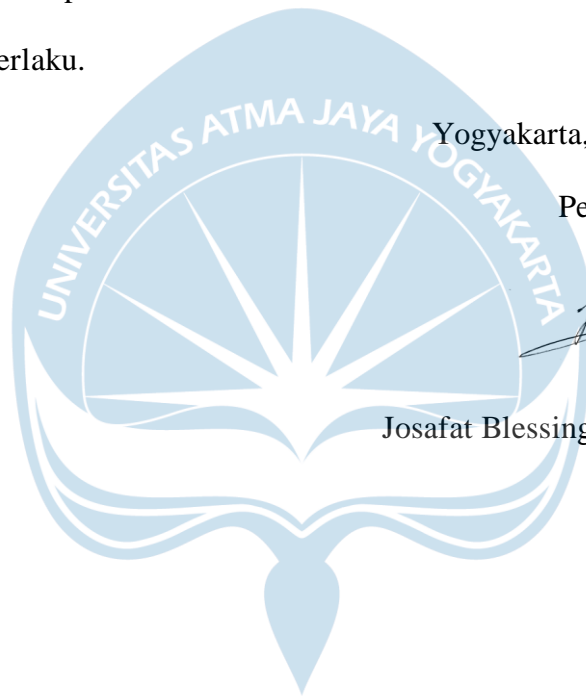 erlaku.
UNIVERSITAS ATMA JAYA YOGYAKARTA
Yogyakarta,
Pe
Josafat Blessing